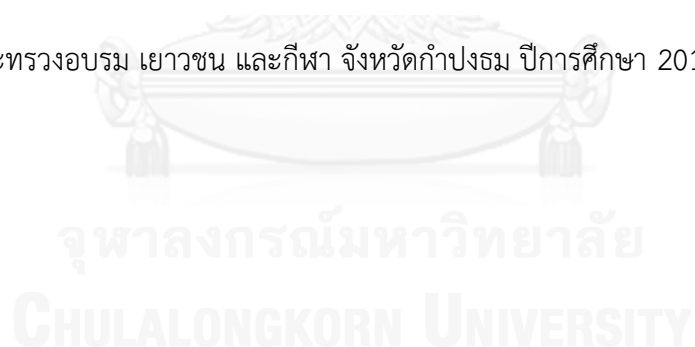 ะทรวงอบรม เยาวชน และกีฬา จังหวัดกำปงธม ปีการศึกษา 201
จุฬาลงกรณ์มหาวิทยาลัย
CHULALONGKORN UNIVERSITY